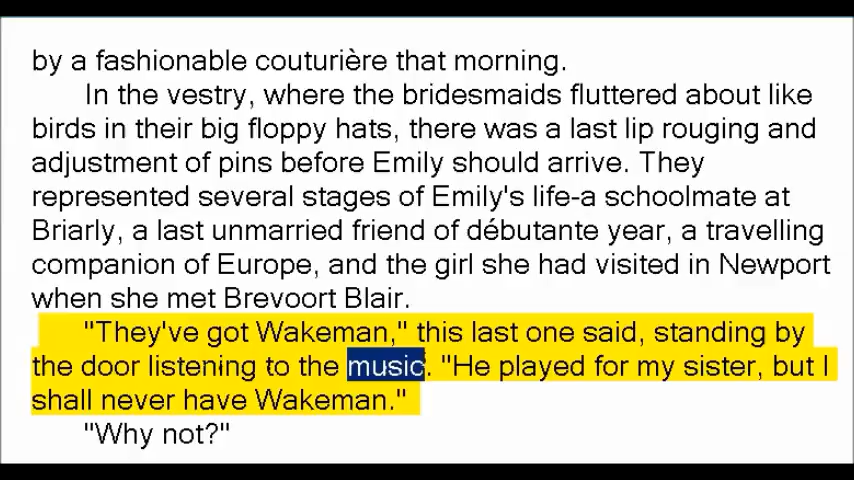 by a fashionable couturière that morning.
In the vestry, where the bridesmaids fluttered about like
birds in their big floppy hats, there was a last lip rouging and
adjustment of pins before Emily should arrive. They
represented several stages of Emily's life-a schoolmate at
Briarly, a last unmarried friend of débutante year, a travelling
companion of Europe, and the girl she had visited in Newport
when she met Brevoort Blair.
"They've got Wakeman," this last one said, standing by
the door listening to the music. "He played for my sister, but I
shall never have Wakeman."
"Why not?"